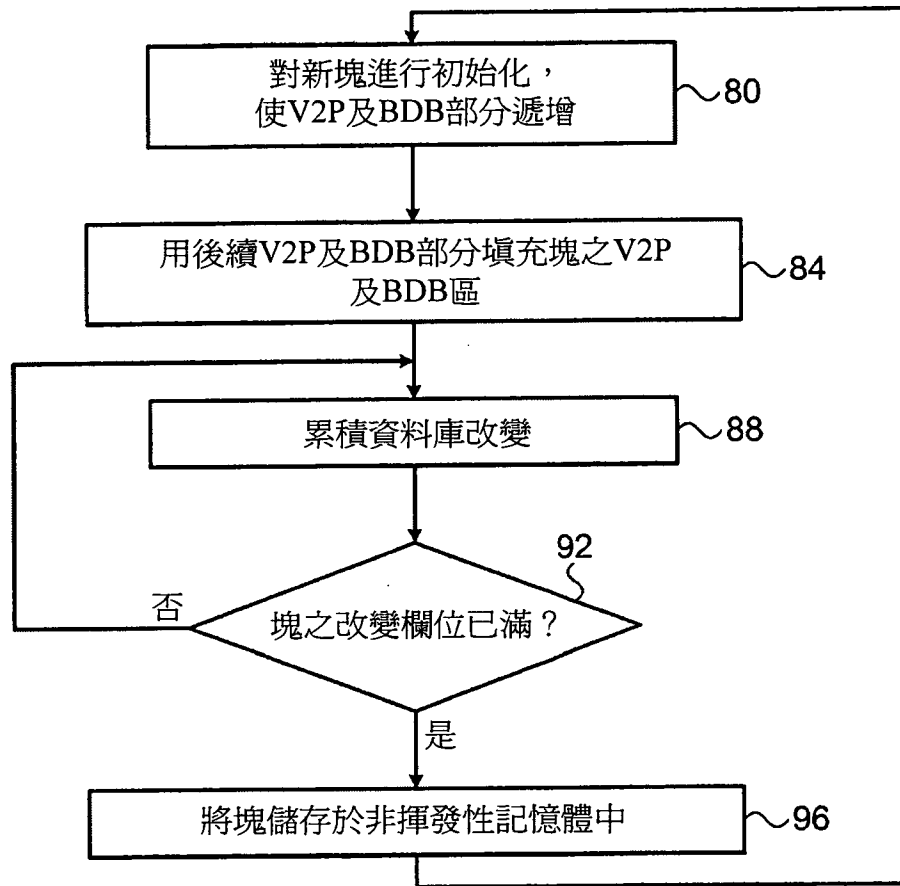 對新塊進行初始化，
使V2P及BDB部分遞增
80
用後續V2P及BDB部分填充塊之V2P
及BDB區
84
累積資料庫改變
88
92
塊之改變欄位已滿？
否
是
將塊儲存於非揮發性記憶體中
96